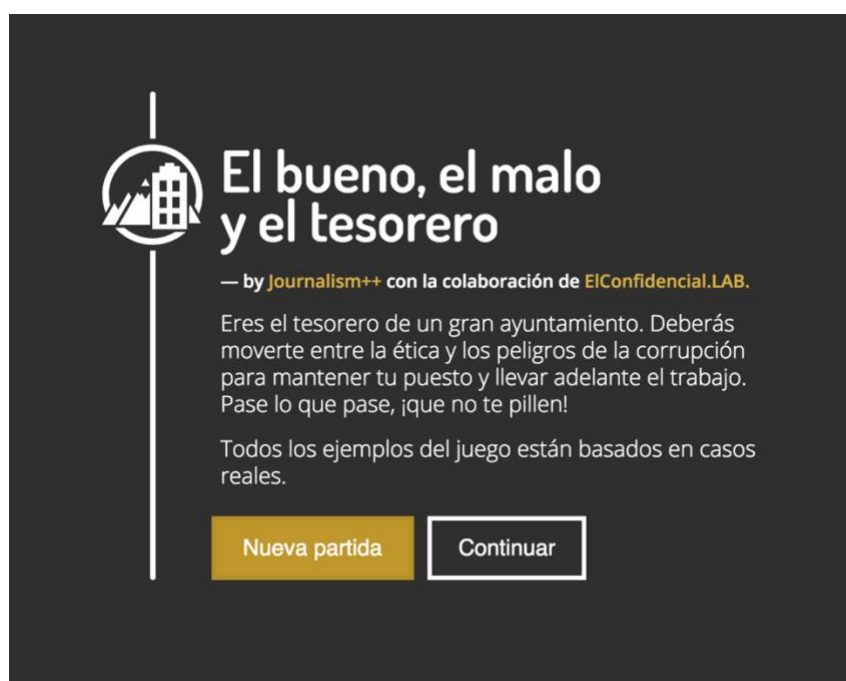 El bueno, el malo
y el tesorero
— by Journalism++ con la colaboración de ElConfidencial.LAB.
Eres el tesorero de un gran ayuntamiento. Deberás
moverte entre la ética y los peligros de la corrupción
para mantener tu puesto y llevar adelante el trabajo.
Pase lo que pase, ¡que no te pillen!
Todos los ejemplos del juego están basados en casos
reales.
Nueva partida
Continuar